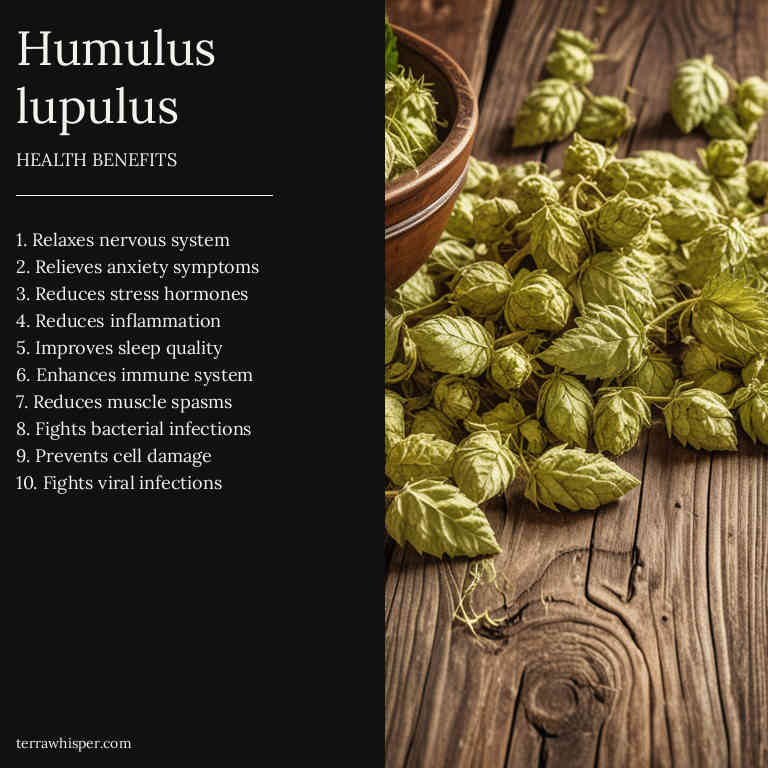 Humulus
lupulus
HEALTH BENEFITS
1. Relaxes nervous system
2. Relieves anxiety symptoms
3. Reduces stress hormones
4. Reduces inflammation
5. Improves sleep quality
6. Enhances immune system
7. Reduces muscle spasms
8. Fights bacterial infections
9. Prevents cell damage
10. Fights viral infections
terrawhisper.com